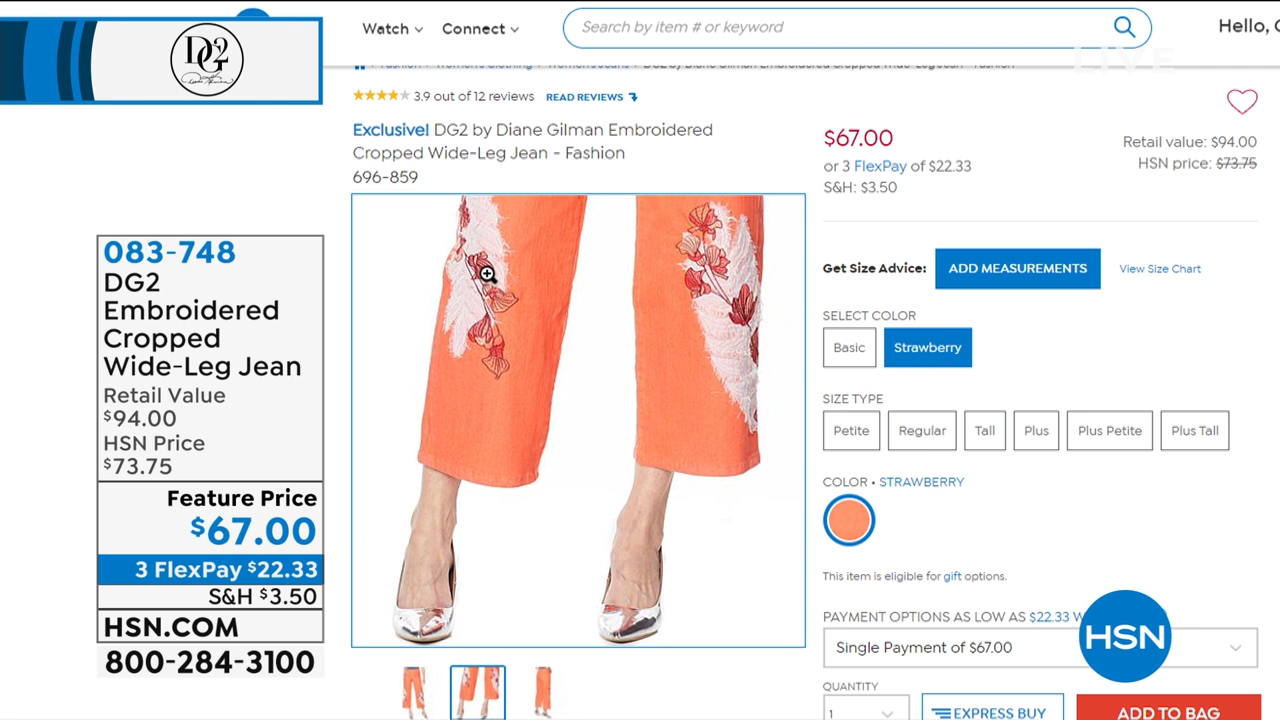 DG2
Watch
Connect
Search by item # or keyword
Hello,
LIVE
3.9 out of 12 reviews READ REVIEWS
Exclusive! DG2 by Diane Gilman Embroidered
Cropped Wide-Leg Jean - Fashion
696-859
$67.00
or 3 FlexPay of $22.33
S&H: $3.50
Retail value: $94.00
HSN price: $73.75
Get Size Advice: ADD MEASUREMENTS View Size Chart
SELECT COLOR
Basic Strawberry
SIZE TYPE
Petite Regular Tall Plus Plus Petite Plus Tall
COLOR • STRAWBERRY
This item is eligible for gift options.
PAYMENT OPTIONS AS LOW AS $22.33 W
Single Payment of $67.00
QUANTITY
1
EXPRESS BUY
ADD TO BAG
HSN
083-748
DG2
Embroidered
Cropped
Wide-Leg Jean
Retail Value
$94.00
HSN Price
$73.75
Feature Price
$67.00
3 FlexPay $22.33
S&H $3.50
HSN.COM
800-284-3100